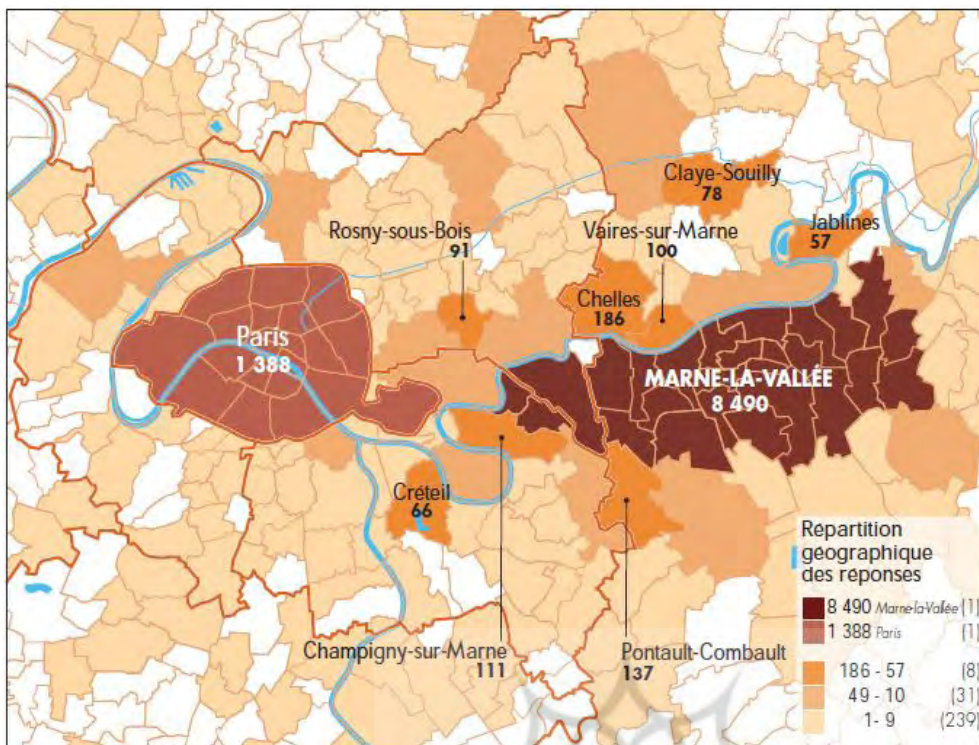 Claye-Souilly
78
Rosny-sous-Bois
91
Vaires-sur-Marne
100
Jablines
57
Chelles
186
Paris
1 388
MARNE-LA-VALLÉE
8 490
Créteil
66
Champigny-sur-Marne
111
Pontault-Combault
137
Répartition
géographique
des réponses
8 490 Marne-la-Vallée (1)
1 388 Paris (1)
186 - 57 (8)
49 - 10 (31)
1- 9 (239)